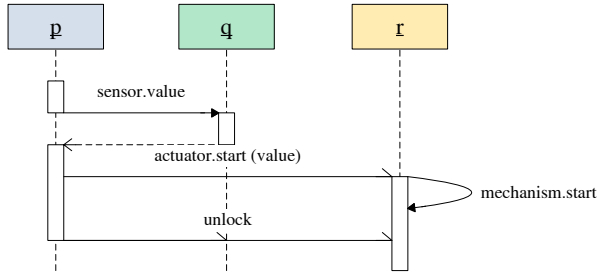 p
q
r
sensor.value
actuator.start (value)
mechanism.start
unlock